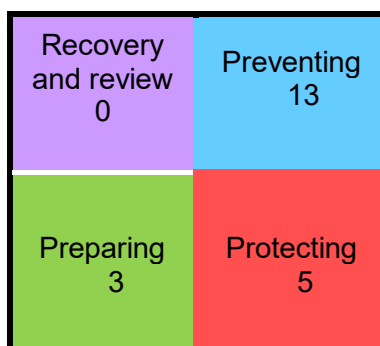 Recovery
and review
0
Preventing
13
Preparing
3
Protecting
5